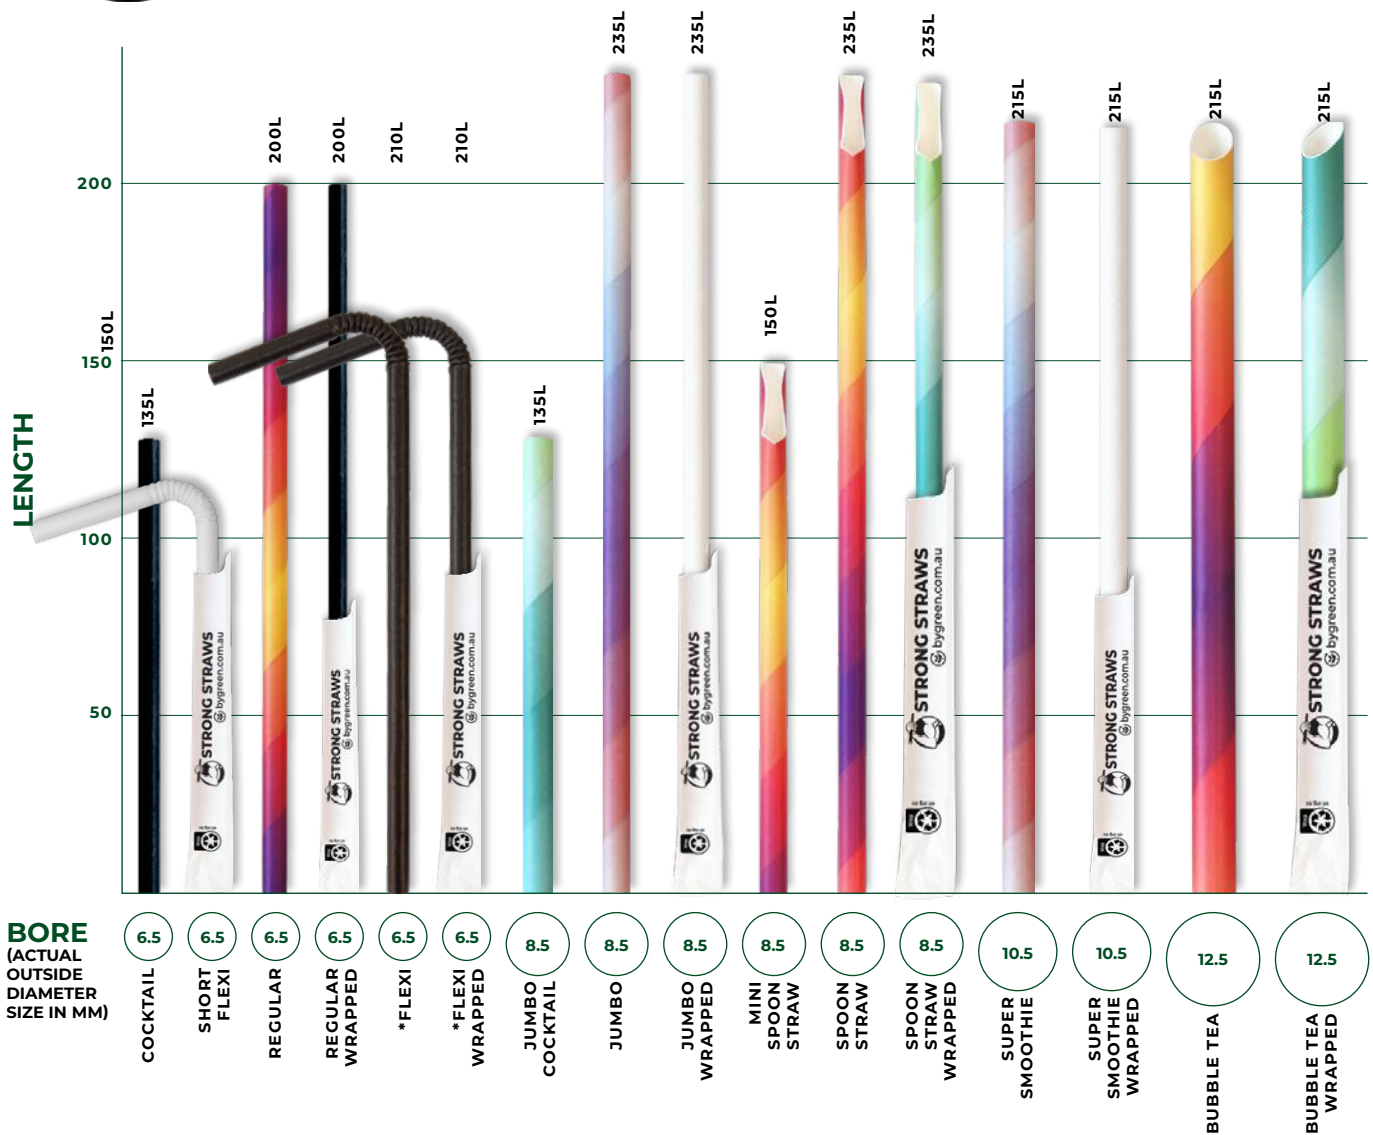 235L
235L
235L
235L
215L
215L
215L
215L
200L
200L
210L
210L
200
150L
150L
150
135L
135L
LENGTH
100
50
STRONG STRAWS
bygreen.com.au
STRONG STRAWS
bygreen.com.au
STRONG STRAWS
bygreen.com.au
STRONG STRAWS
bygreen.com.au
STRONG STRAWS
bygreen.com.au
STRONG STRAWS
bygreen.com.au
STRONG STRAWS
bygreen.com.au
BORE
(ACTUAL
OUTSIDE
DIAMETER
SIZE IN MM)
6.5
6.5
6.5
6.5
6.5
6.5
8.5
8.5
8.5
8.5
8.5
8.5
10.5
10.5
12.5
12.5
COCKTAIL
SHORT
FLEXI
REGULAR
REGULAR
WRAPPED
*FLEXI
*FLEXI
WRAPPED
JUMBO
COCKTAIL
JUMBO
JUMBO
WRAPPED
MINI
SPOON
STRAW
SPOON
STRAW
SPOON
STRAW
WRAPPED
SUPER
SMOOTHIE
SUPER
SMOOTHIE
WRAPPED
BUBBLE TEA
BUBBLE TEA
WRAPPED